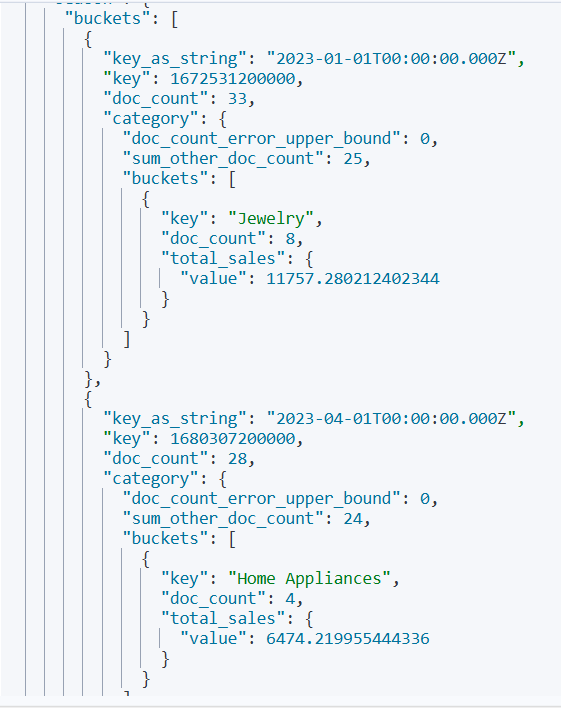 "buckets": [
{
"key_as_string": "2023-01-01T00:00:00.000Z",
"key": 1672531200000,
"doc_count": 33,
"category": {
"doc_count_error_upper_bound": 0,
"sum_other_doc_count": 25,
"buckets": [
{
"key": "Jewelry",
"doc_count": 8,
"total_sales": {
"value": 11757.280212402344
}
}
]
}
},
{
"key_as_string": "2023-04-01T00:00:00.000Z",
"key": 1680307200000,
"doc_count": 28,
"category": {
"doc_count_error_upper_bound": 0,
"sum_other_doc_count": 24,
"buckets": [
{
"key": "Home Appliances",
"doc_count": 4,
"total_sales": {
"value": 6474.219955444336
}
}
]